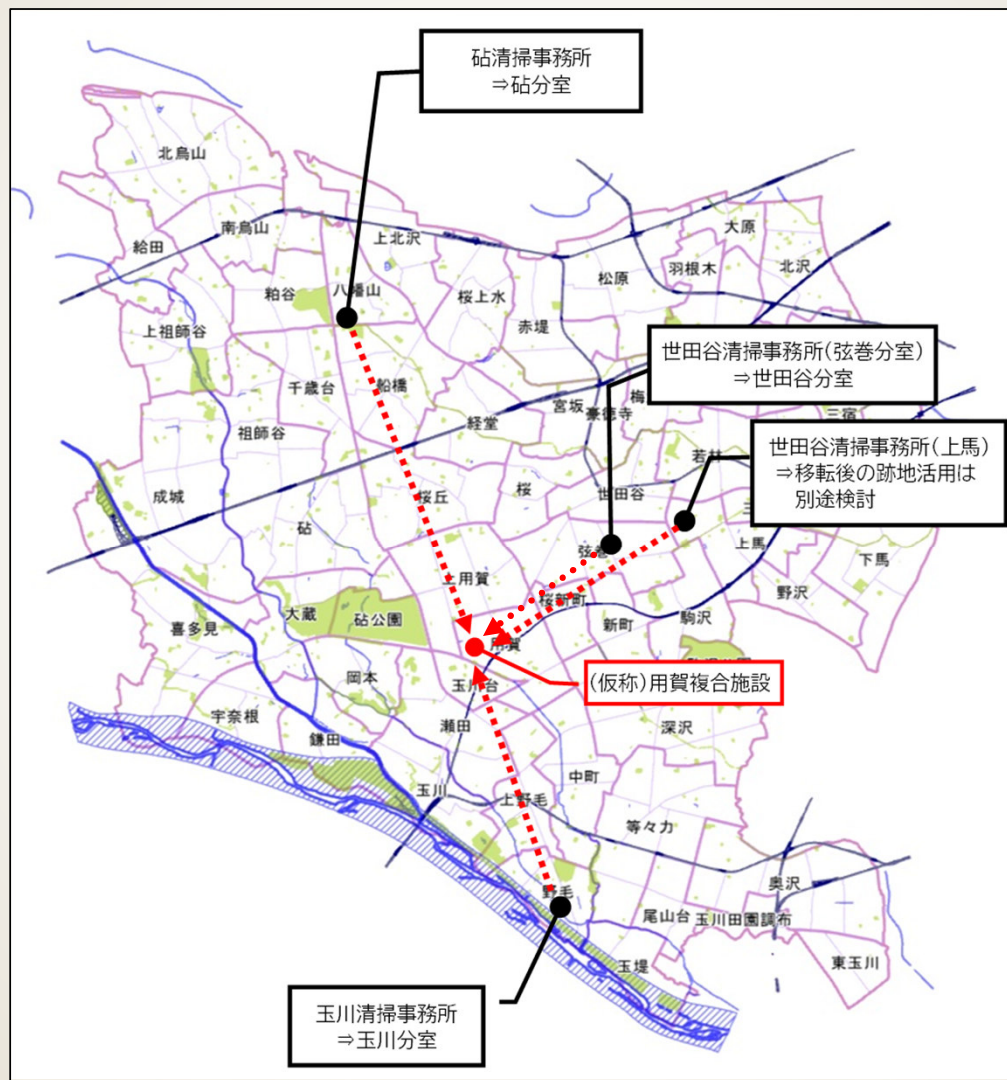 砧清掃事務所
⇒砧分室
北烏山
南烏山
上北沢
大原
給田
羽根木
北沢
松原
粕谷
八幡山
桜上水
上祖師谷
赤堤
世田谷清掃事務所(弦巻分室)
⇒世田谷分室
千歳台
船橋
宮坂
豪徳寺
梅
三宿
経堂
祖師谷
若林
世田谷清掃事務所(上馬)
⇒移転後の跡地活用は
別途検討
成城
桜丘
桜
世田谷
三
砧
弦巻
上馬
下馬
上用賀
桜新町
野沢
大蔵
砧公園
新町
駒沢
喜多見
用賀
岡本
玉川台
(仮称)用賀複合施設
宇奈根
瀬田
深沢
鎌田
中町
玉川
上野毛
等々力
奥沢
野毛
尾山台
玉川田園調布
玉堤
東玉川
玉川清掃事務所
⇒玉川分室